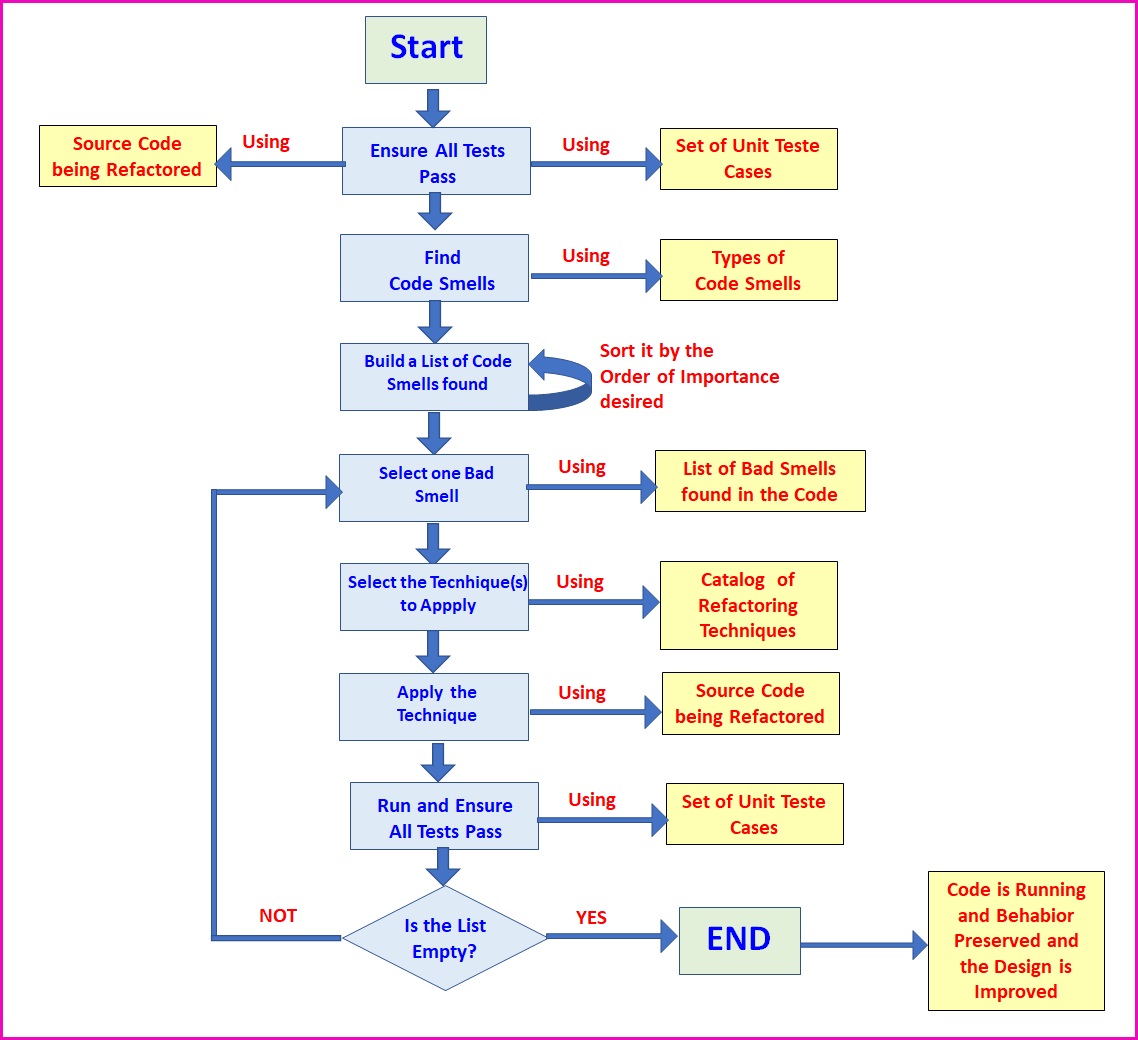 Start
Source Code
being Refactored
Using
Ensure All Tests
Pass
Using
Set of Unit Teste
Cases
Find
Code Smells
Using
Types of
Code Smells
Build a List of Code
Smells found
Sort it by the
Order of Importance
desired
Select one Bad
Smell
Using
List of Bad Smells
found in the Code
Select the Tecnhique(s)
to Appply
Using
Catalog of
Refactoring
Techniques
Apply the
Technique
Using
Source Code
being Refactored
Run and Ensure
All Tests Pass
Using
Set of Unit Teste
Cases
NOT
Is the List
Empty?
YES
END
Code is Running
and Behabior
Preserved and
the Design is
Improved